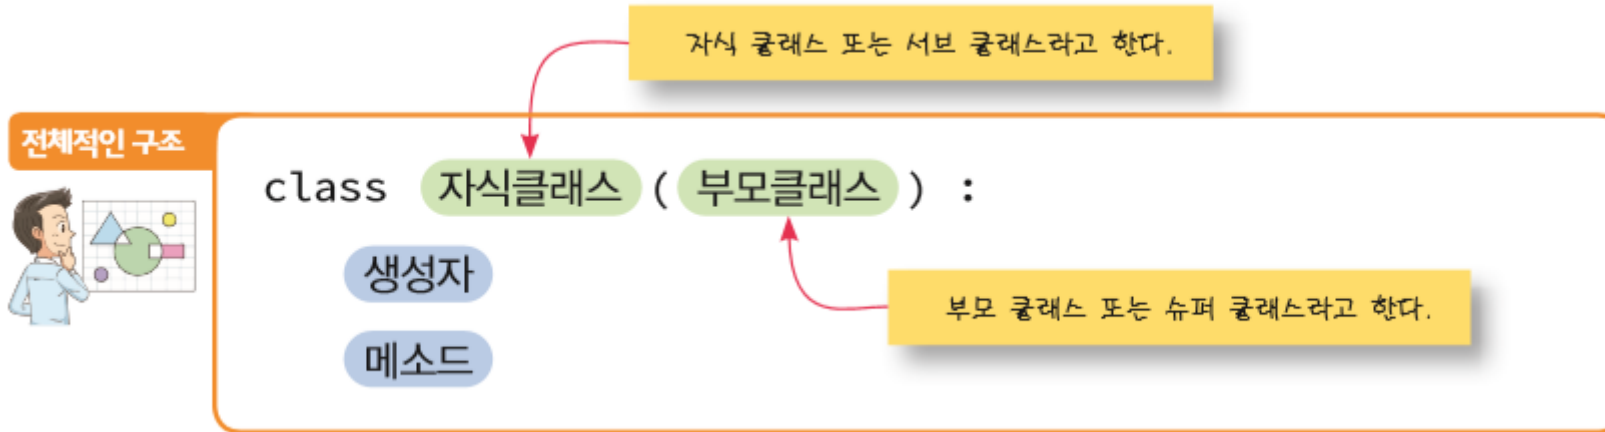 자식 클래스 또는 서브 클래스라고 한다.
전체적인 구조
class 자식클래스 ( 부모클래스 ) :
생성자
부모 클래스 또는 슈퍼 클래스라고 한다.
메소드